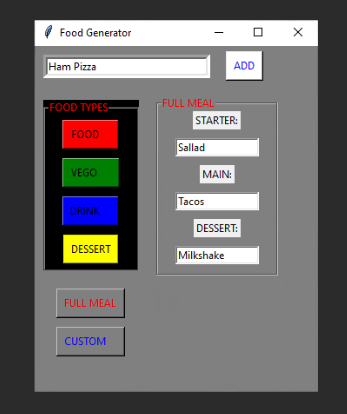 Food Generator
Ham Pizza
ADD
FOOD TYPES
FOOD
VEGO
DRINK
DESSERT
FULL MEAL
STARTER:
Sallad
MAIN:
Tacos
DESSERT:
Milkshake
FULL MEAL
CUSTOM